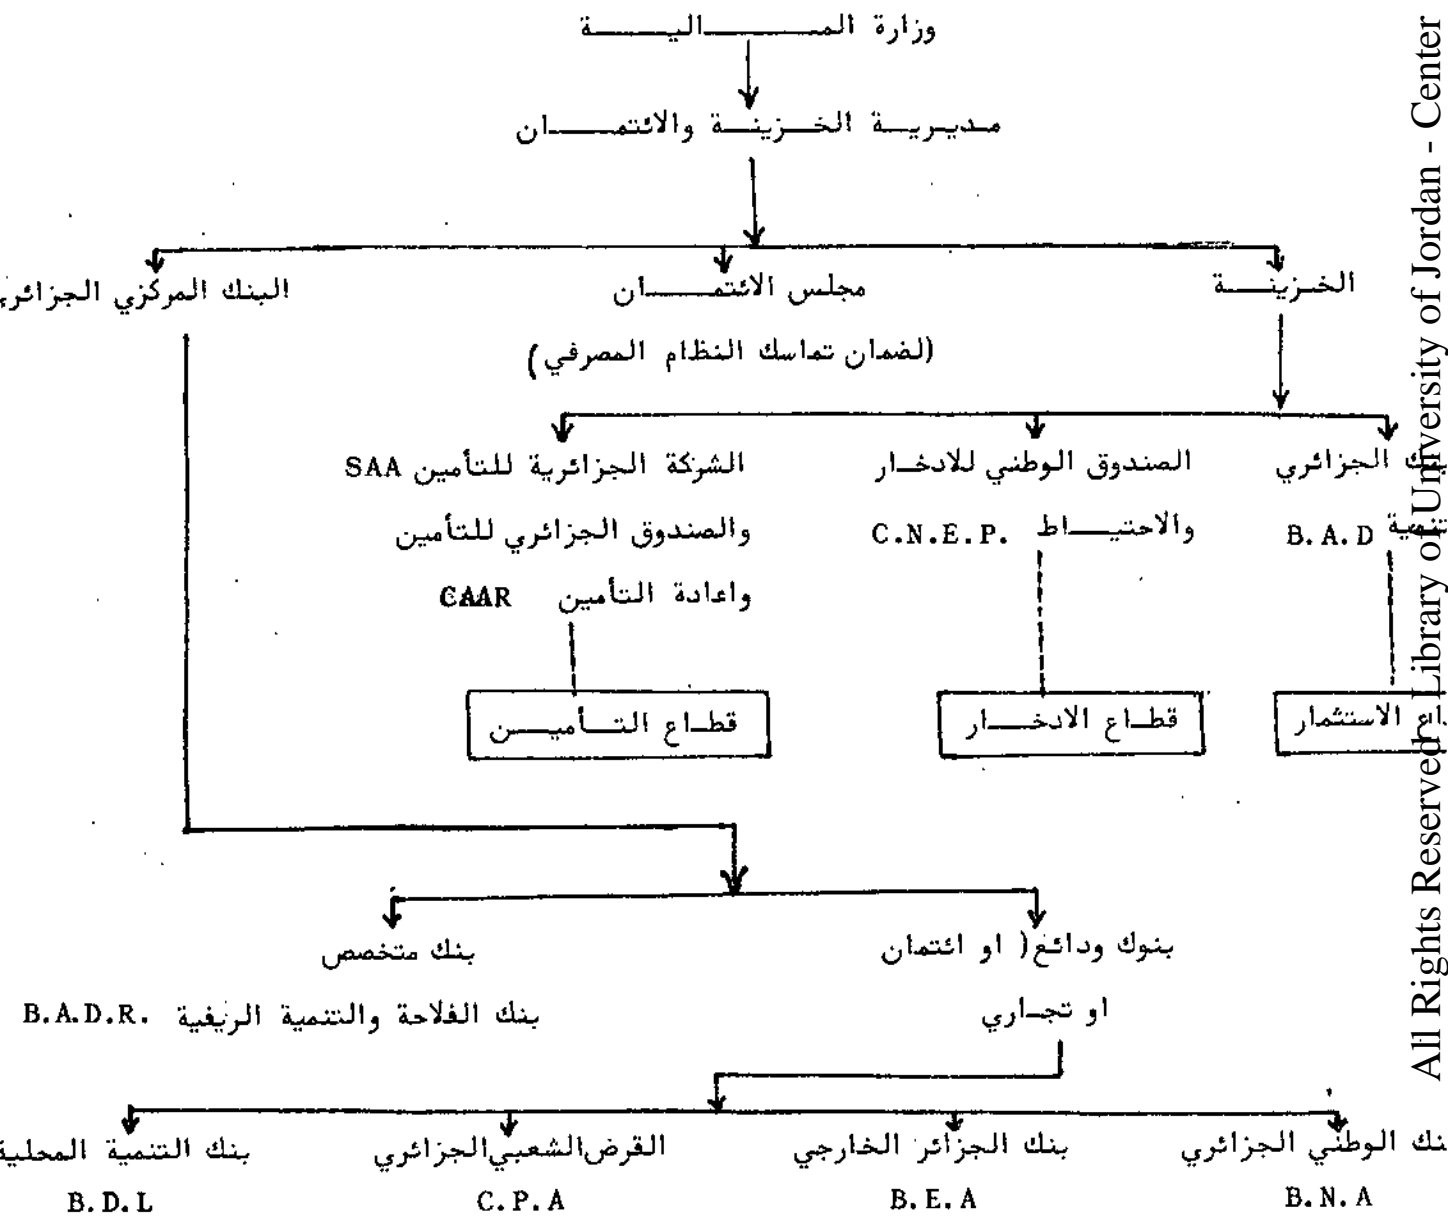 وزارة المالية
مديرية الخزينة والائتمان
الخزينة
مجلس الائتمان
البنك المركزي الجزائري
(لضمان تماسك النظام المصرفي)
الجزائري
B.A.D
الصندوق الوطني للادخار
والاحتياط C.N.E.P.
الشركة الجزائرية للتأمين SAA
والصندوق الجزائري للتأمين
واعادة التأمين CAAR
الاستثمار
قطاع الادخار
قطاع التأمين
بنوك ودائع( او ائتمان
او تجاري
بنك متخصص
بنك الفلاحة والتنمية الريفية B.A.D.R.
الوطني الجزائري
B.N.A
بنك الجزائر الخارجي
B.E.A
القرض الشعبي الجزائري
C.P.A
بنك التنمية المحلية
B.D.L
All Rights Reserved - Library of University of Jordan - Center